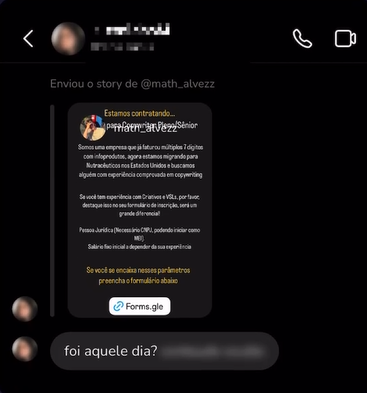 Enviou o story de @math_alvezz
Estamos contratando...
para Copywriter Pleno/Sênior
math_alvezz
Somos uma empresa que já faturou múltiplos 7 dígitos
com infoprodutos, agora estamos migrando para
Nutracêuticos nos Estados Unidos e buscamos
alguém com experiência comprovada em copywriting
Se você tem experiência com Criativos e VSLs, por favor,
destaque isso no seu formulário de inscrição, será um
grande diferencial!
Pessoa Jurídica (Necessário CNPJ, podendo iniciar como
MEI)
Salário fixo inicial a depender da sua experiência
Se você se encaixa nesses parâmetros
preencha o formulário abaixo
Forms.gle
foi aquele dia?